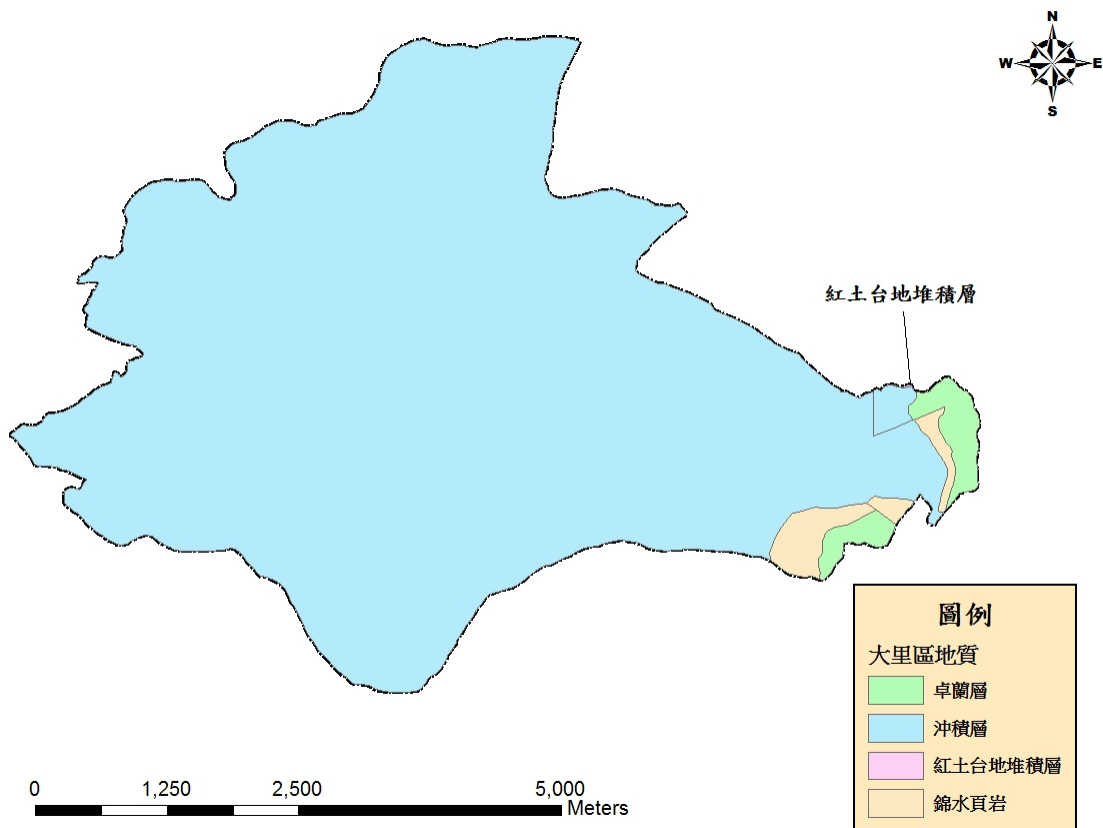 N
W E
S
紅土台地堆積層
圖例
大里區地質
卓蘭層
沖積層
紅土台地堆積層
錦水頁岩
0 1,250 2,500 5,000
Meters